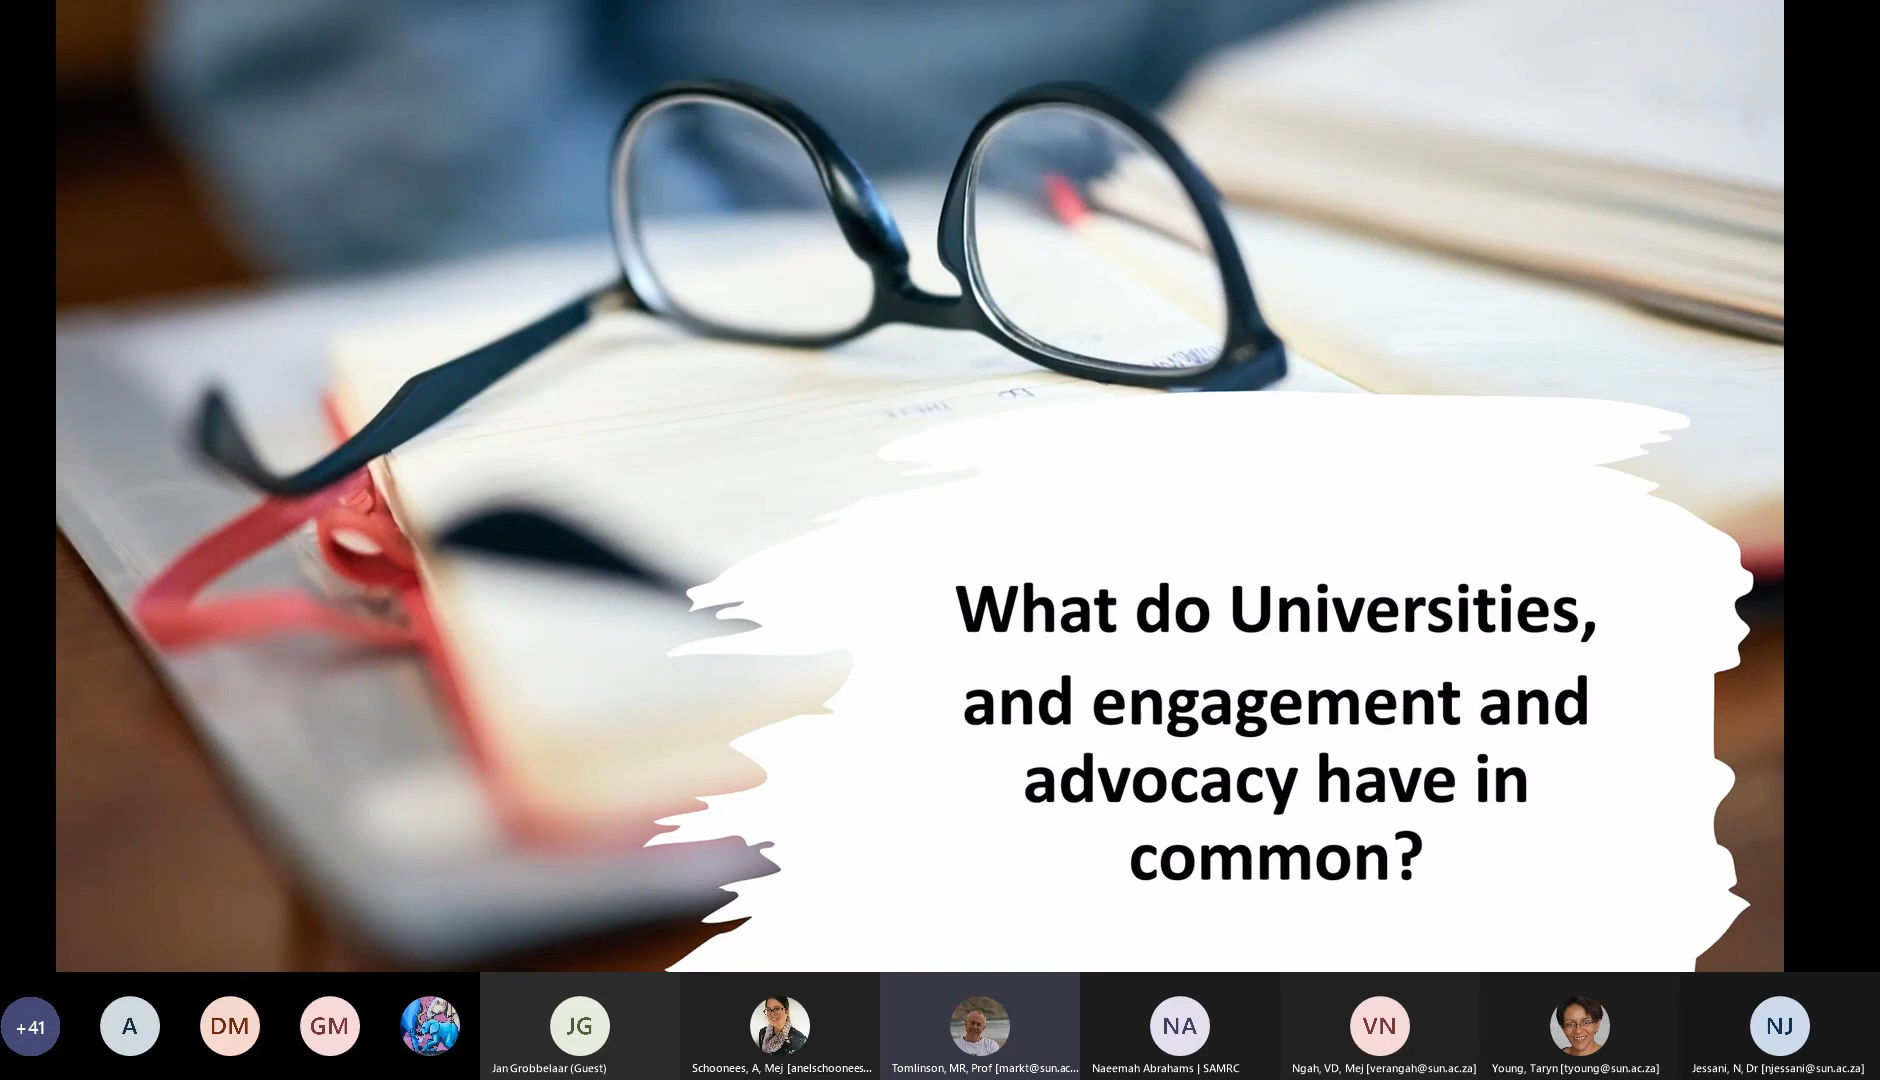 What do Universities,
and engagement and
advocacy have in
common?
+41
A
DM
GM
JG
NA
VN
NJ
Jan Grobbelaar (Guest)
Schoonees, A, Mej [anelschoonees...
Tomlinson, MR, Prof [markt@sun.ac...
Naeemah Abrahams | SAMRC
Ngah, VD, Mej [verangah@sun.ac.za]
Young, Taryn [tyoung@sun.ac.za]
Jessani, N, Dr [njessani@sun.ac.za]